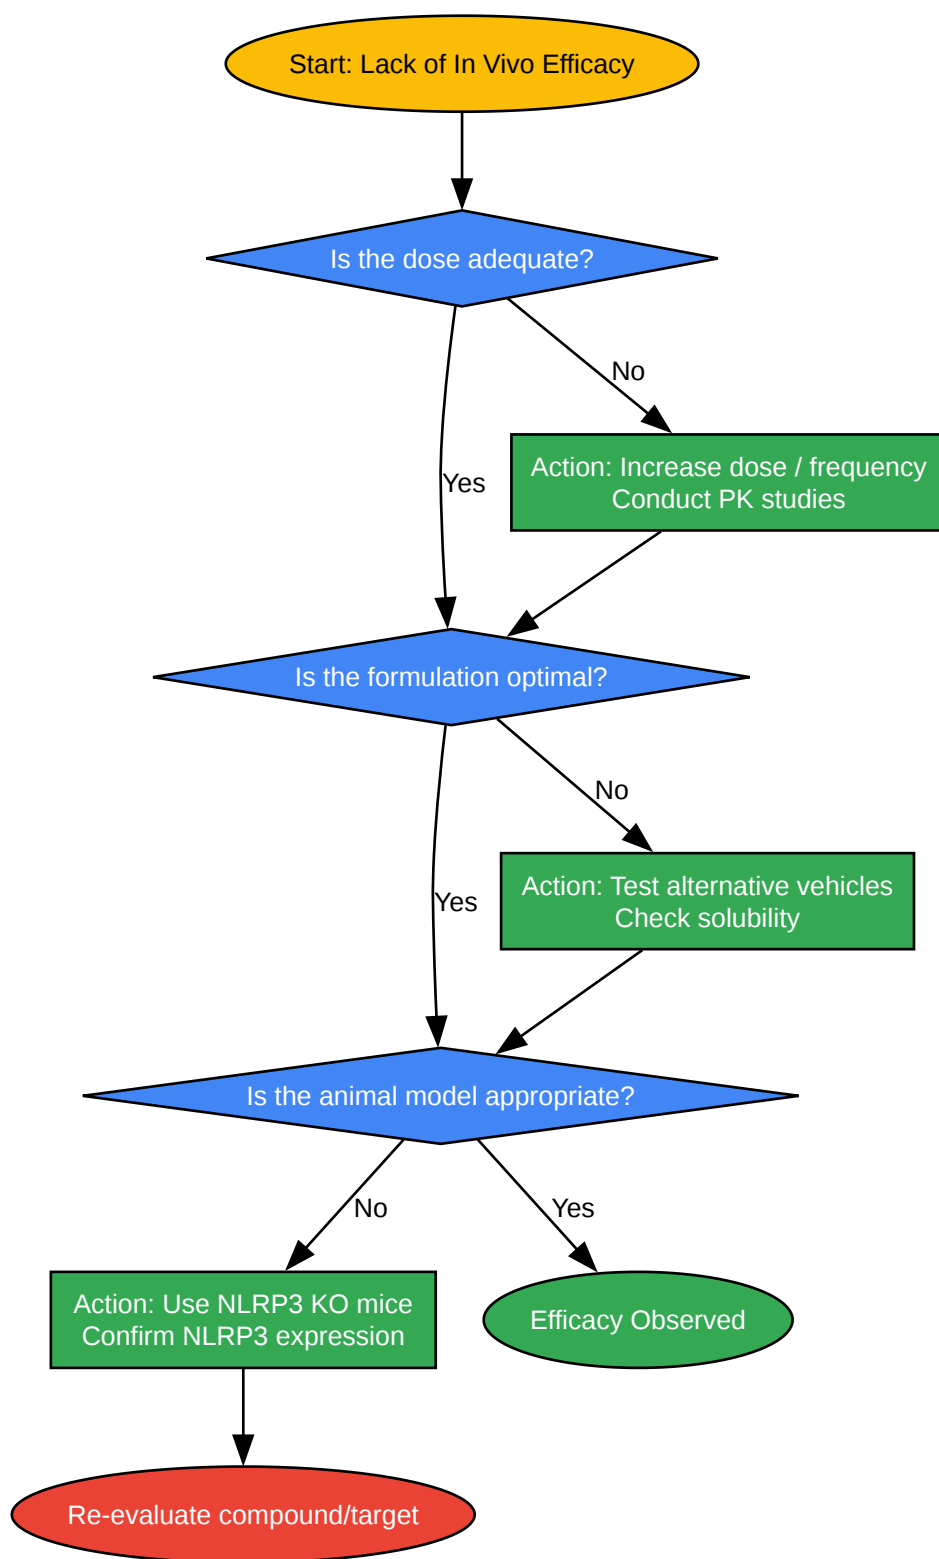 Start: Lack of In Vivo Efficacy
Is the dose adequate?
No
Action: Increase dose / frequency
Conduct PK studies
Yes
Is the formulation optimal?
No
Action: Test alternative vehicles
Check solubility
Yes
Is the animal model appropriate?
No
Yes
Action: Use NLRP3 KO mice
Confirm NLRP3 expression
Efficacy Observed
Re-evaluate compound/target